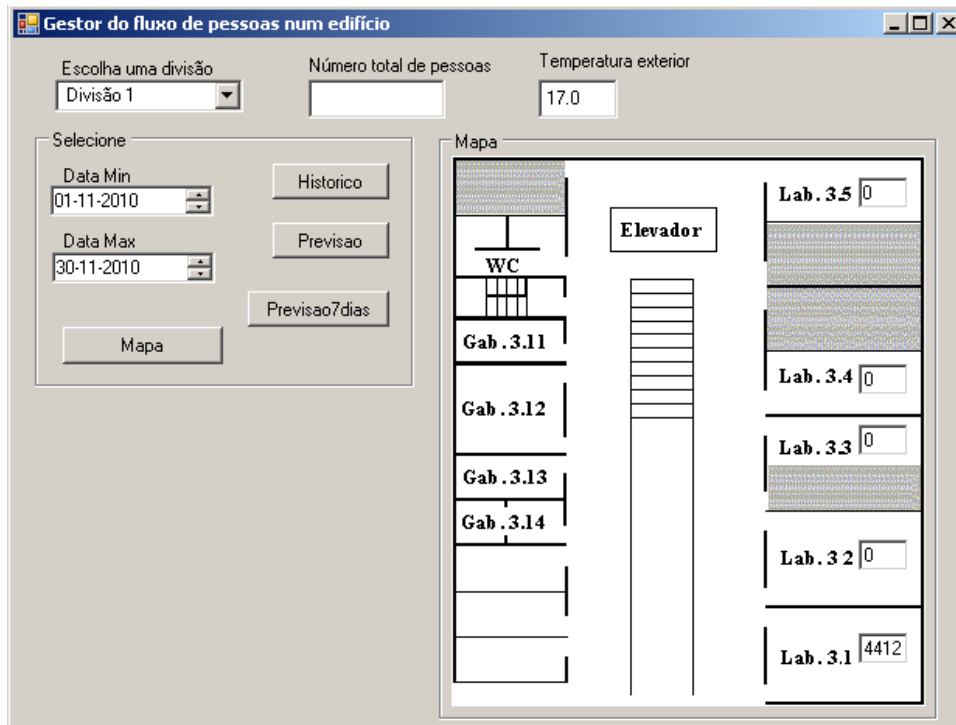 Gestor do fluxo de pessoas num edifício
Escolha uma divisão
Divisão 1
Número total de pessoas
Temperatura exterior
17.0
Selecione
Data Min
01-11-2010
Historico
Data Max
30-11-2010
Previsao
Previsao7dias
Mapa
Mapa
Lab. 3.5 0
Elevador
WC
Gab. 3.11
Lab. 3.4 0
Gab. 3.12
Lab. 3.3 0
Gab. 3.13
Gab. 3.14
Lab. 3 2 0
Lab. 3.1 4412